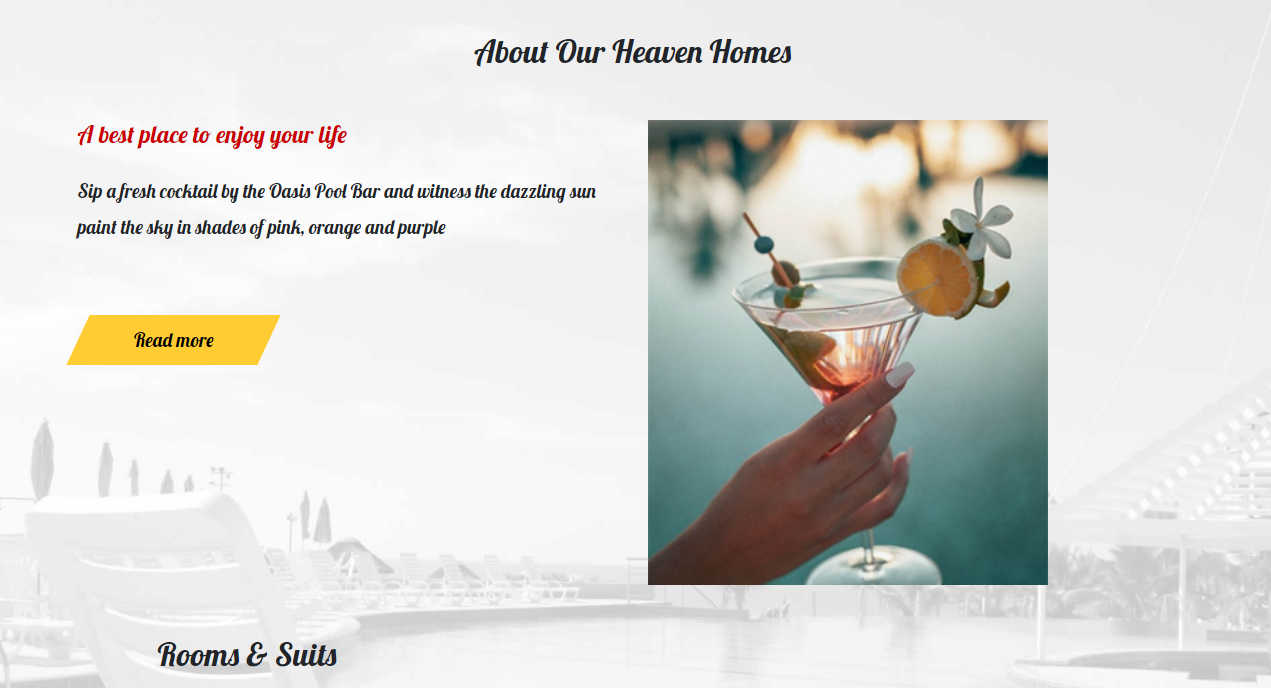 About Our Heaven Homes
A best place to enjoy your life
Sip a fresh cocktail by the Oasis Pool Bar and witness the dazzling sun
paint the sky in shades of pink, orange and purple
Read more
Rooms & Suits